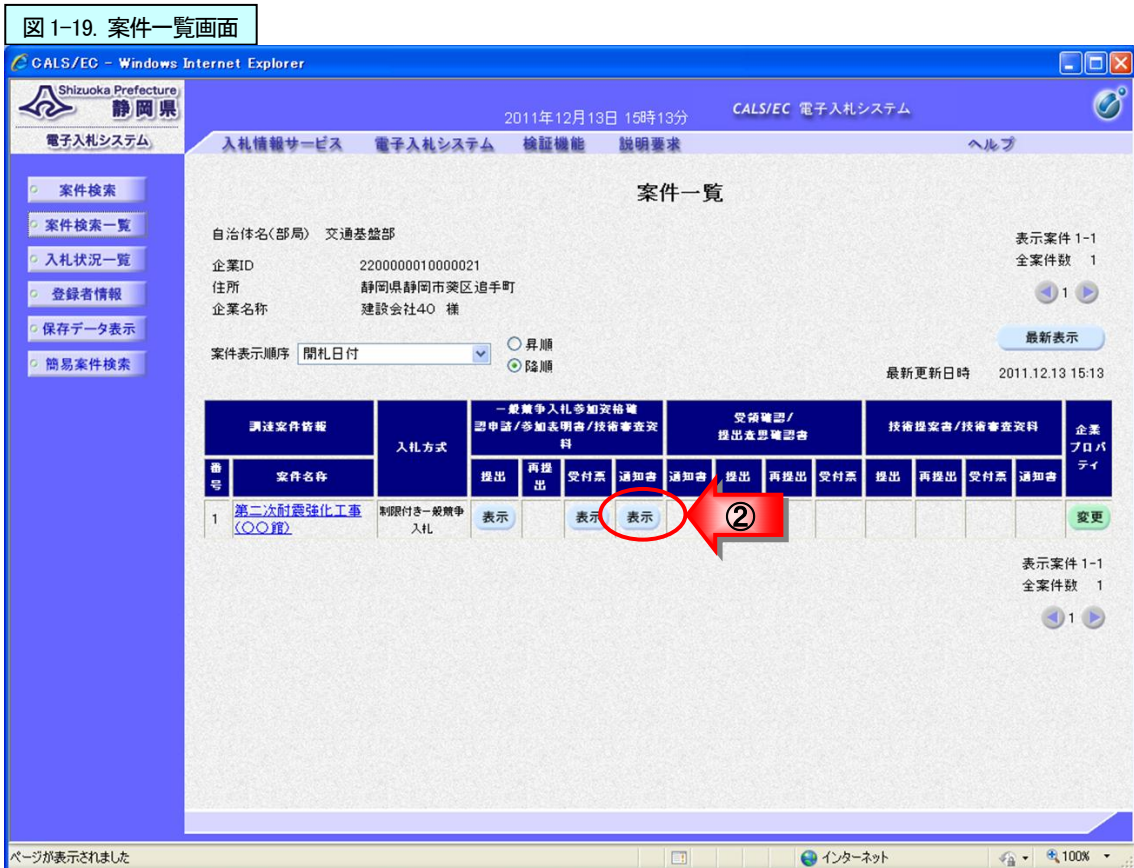 図 1-19. 案件一覧画面
CALS/EC - Windows Internet Explorer
Shizuoka Prefecture
静岡県
電子入札システム
2011年12月13日 15時13分
CALS/EC 電子入札システム
入札情報サービス 電子入札システム 検証機能 説明要求 ヘルプ
案件検索
案件検索一覧
入札状況一覧
登録者情報
保存データ表示
簡易案件検索
案件一覧
自治体名(部局) 交通基盤部
企業ID 2200000010000021
住所 静岡県静岡市葵区追手町
企業名称 建設会社40 様
表示案件 1-1
全案件数 1
1
案件表示順序 開札日付
昇順
降順
最新表示
最新更新日時 2011.12.13 15:13
調達案件情報
入札方式
一般競争入札参加資格確
認申請/参加表明書/技術審査資
料
受領確認/
提出意思確認書
技術提案書/技術審査資料
企業
プロパ
ティ
番号 案件名称 提出 再提出 受付票 通知書 通知書 提出 再提出 受付票 提出 再提出 受付票 通知書
1 第二次耐震強化工事 制限付き一般競争 表示 表示 表示 ② 変更
(○○館) 入札
表示案件 1-1
全案件数 1
1
ページが表示されました インターネット 100%